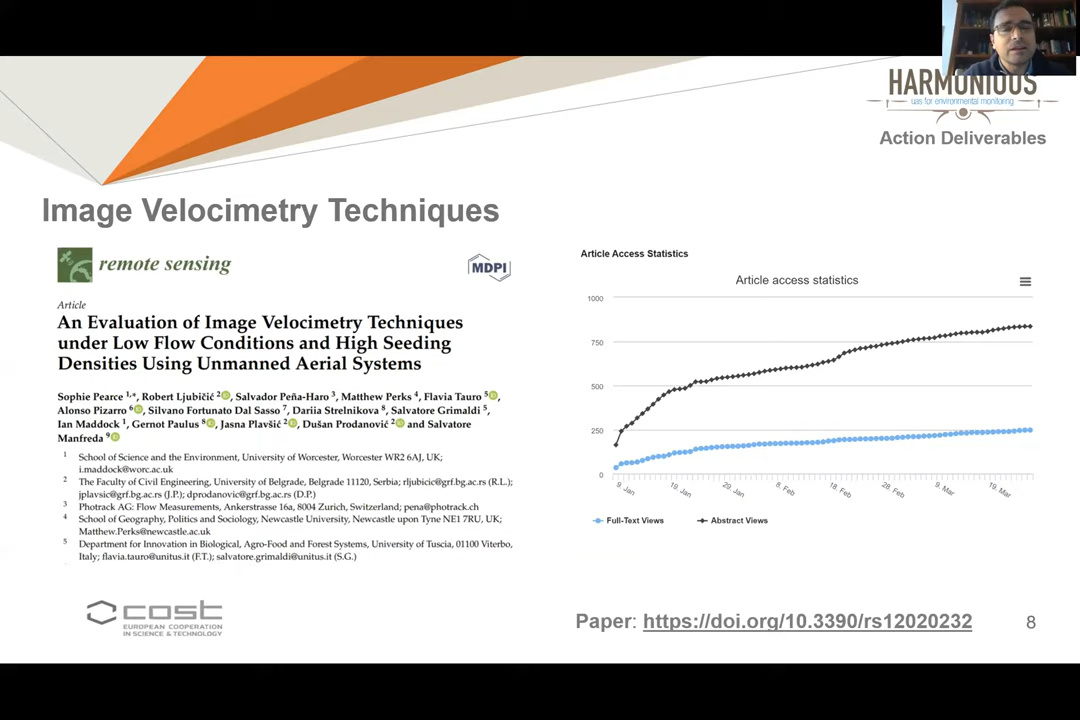 HARMONIOUS
uas for environmental monitoring
Action Deliverables
Image Velocimetry Techniques
remote sensing
MDPI
Article
An Evaluation of Image Velocimetry Techniques
under Low Flow Conditions and High Seeding
Densities Using Unmanned Aerial Systems
Sophie Pearce 1,*, Robert Ljubičić 2, Salvador Peña-Haro 3, Matthew Perks 4, Flavia Tauro 5,
Alonso Pizarro 6, Silvano Fortunato Dal Sasso 7, Dariia Strelnikova 8, Salvatore Grimaldi 5,
Ian Maddock 1, Gernot Paulus 8, Jasna Plavšić 2, Dušan Prodanović 2 and Salvatore
Manfreda 9
1 School of Science and the Environment, University of Worcester, Worcester WR2 6AJ, UK;
i.maddock@worc.ac.uk
2 The Faculty of Civil Engineering, University of Belgrade, Belgrade 11120, Serbia; rljubicic@grf.bg.ac.rs (R.L.);
jplavsic@grf.bg.ac.rs (J.P.); dprodanovic@grf.bg.ac.rs (D.P.)
3 Photrack AG: Flow Measurements, Ankerstrasse 16a, 8004 Zurich, Switzerland; pena@photrack.ch
4 School of Geography, Politics and Sociology, Newcastle University, Newcastle upon Tyne NE1 7RU, UK;
Matthew.Perks@newcastle.ac.uk
5 Department for Innovation in Biological, Agro-Food and Forest Systems, University of Tuscia, 01100 Viterbo,
Italy; flavia.tauro@unitus.it (F.T.); salvatore.grimaldi@unitus.it (S.G.)
Article Access Statistics
Article access statistics
1000
750
500
250
0
9. Jan
19. Jan
29. Jan
8. Feb
18. Feb
28. Feb
9. Mar
19. Mar
Full-Text Views
Abstract Views
cost
EUROPEAN COOPERATION
IN SCIENCE & TECHNOLOGY
Paper: https://doi.org/10.3390/rs12020232
8